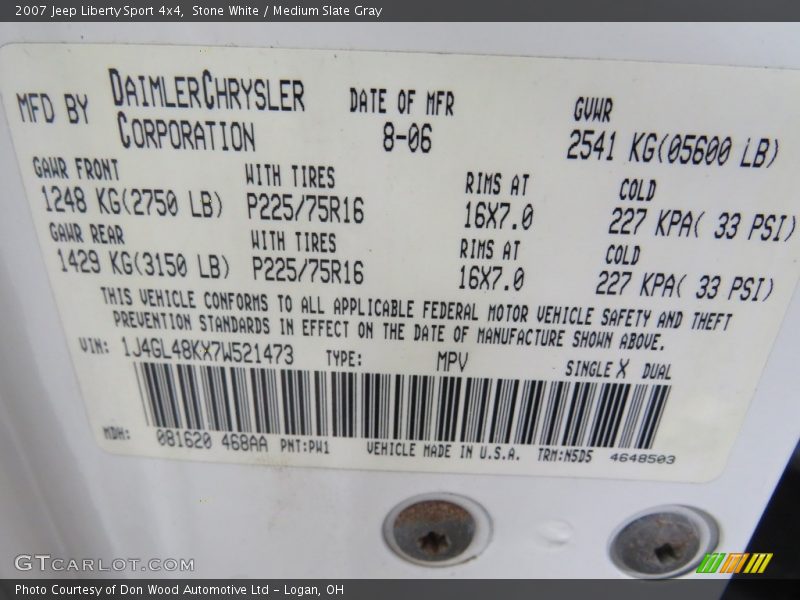 2007 Jeep Liberty Sport 4x4,  Stone White / Medium Slate Gray
MFD BY DAIMLERCHRYSLER CORPORATION
DATE OF MFR 8-06
GVWR 2541 KG(05600 LB)
GAWR FRONT WITH TIRES RIMS AT COLD
1248 KG(2750 LB) P225/75R16 16X7.0 227 KPA( 33 PSI)
GAWR REAR WITH TIRES RIMS AT COLD
1429 KG(3150 LB) P225/75R16 16X7.0 227 KPA( 33 PSI)
THIS VEHICLE CONFORMS TO ALL APPLICABLE FEDERAL MOTOR VEHICLE SAFETY AND THEFT
PREVENTION STANDARDS IN EFFECT ON THE DATE OF MANUFACTURE SHOWN ABOVE.
VIN: 1J4GL48KX7W521473 TYPE: MPV SINGLE X DUAL
MDH: 081620 468AA PNT:PW1 VEHICLE MADE IN U.S.A. TRM:N5D5 4648503
GTCARLOT.COM
Photo Courtesy of Don Wood Automotive Ltd - Logan, OH